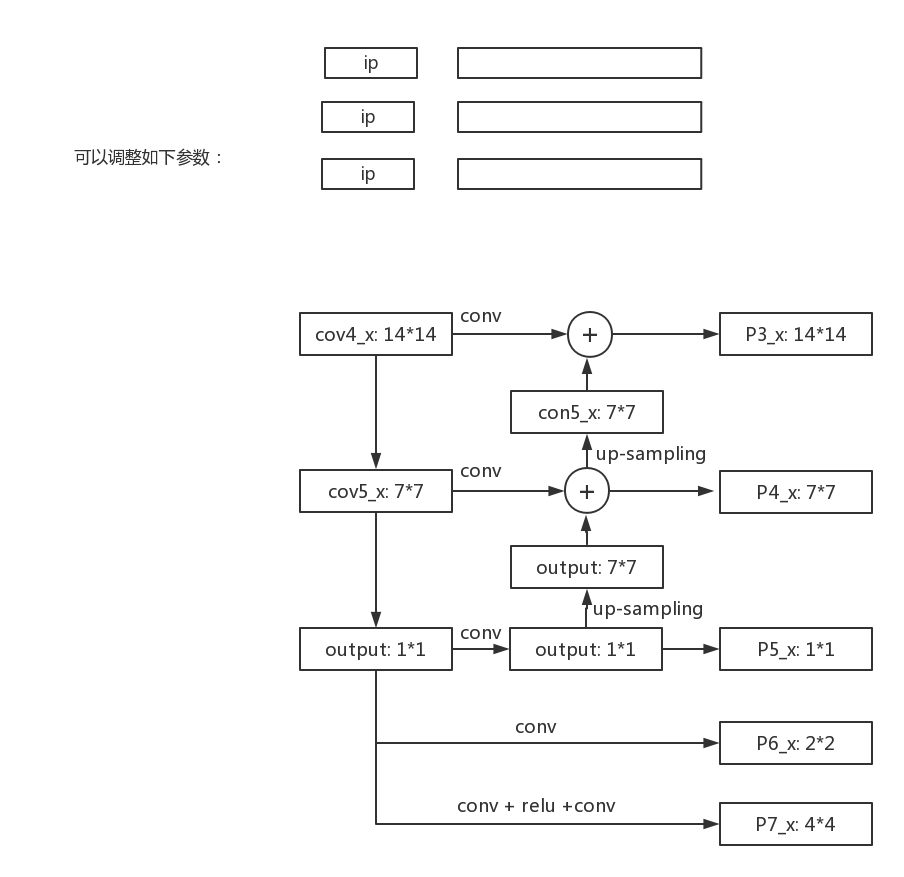 ip
ip
可以调整如下参数：
ip
conv
cov4_x: 14*14
+
P3_x: 14*14
con5_x: 7*7
up-sampling
conv
cov5_x: 7*7
+
P4_x: 7*7
output: 7*7
up-sampling
conv
output: 1*1
output: 1*1
P5_x: 1*1
conv
P6_x: 2*2
conv + relu +conv
P7_x: 4*4